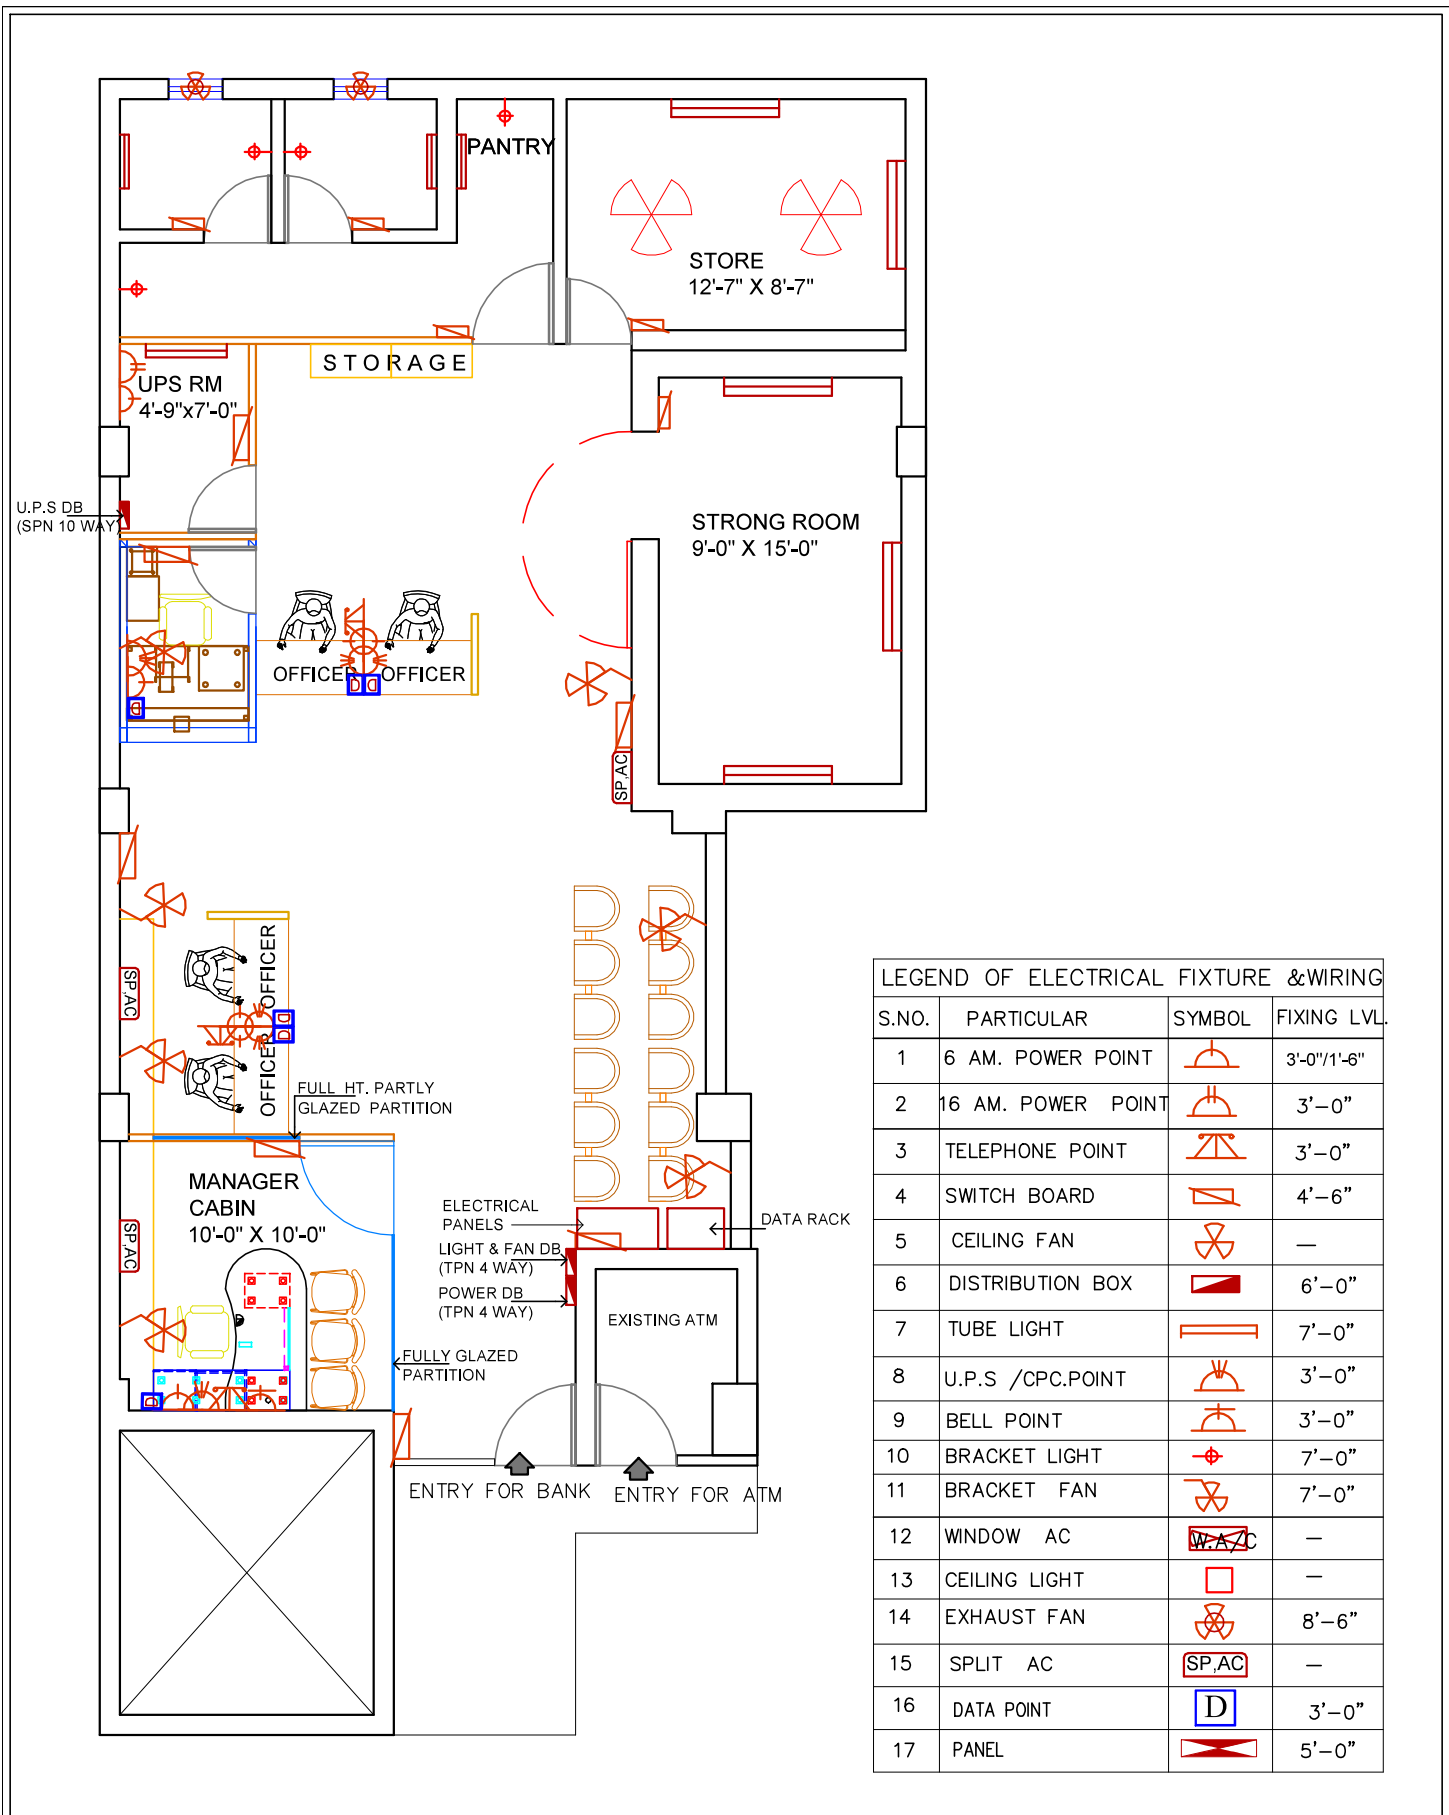 PANTRY
STORE
12'-7" X 8'-7"
STORAGE
UPS RM
4'-9"x7'-0"
U.P.S DB
(SPN 10 WAY)
STRONG ROOM
9'-0" X 15'-0"
OFFICER
OFFICER
D
D
D
SP,AC
SP,AC
OFFICER
OFFICER
D
D
FULL HT. PARTLY
GLAZED PARTITION
MANAGER
CABIN
10'-0" X 10'-0"
SP,AC
D
ELECTRICAL
PANELS
DATA RACK
LIGHT & FAN DB
(TPN 4 WAY)
POWER DB
(TPN 4 WAY)
EXISTING ATM
FULLY GLAZED
PARTITION
ENTRY FOR BANK
ENTRY FOR ATM
LEGEND OF ELECTRICAL FIXTURE &WIRING
S.NO. PARTICULAR SYMBOL FIXING LVL.
1 6 AM. POWER POINT 3'-0"/1'-6"
2 16 AM. POWER POINT 3'-0"
3 TELEPHONE POINT 3'-0"
4 SWITCH BOARD 4'-6"
5 CEILING FAN —
6 DISTRIBUTION BOX 6'-0"
7 TUBE LIGHT 7'-0"
8 U.P.S /CPC.POINT 3'-0"
9 BELL POINT 3'-0"
10 BRACKET LIGHT 7'-0"
11 BRACKET FAN 7'-0"
12 WINDOW AC W.A/C —
13 CEILING LIGHT —
14 EXHAUST FAN 8'-6"
15 SPLIT AC SP,AC —
16 DATA POINT D 3'-0"
17 PANEL 5'-0"